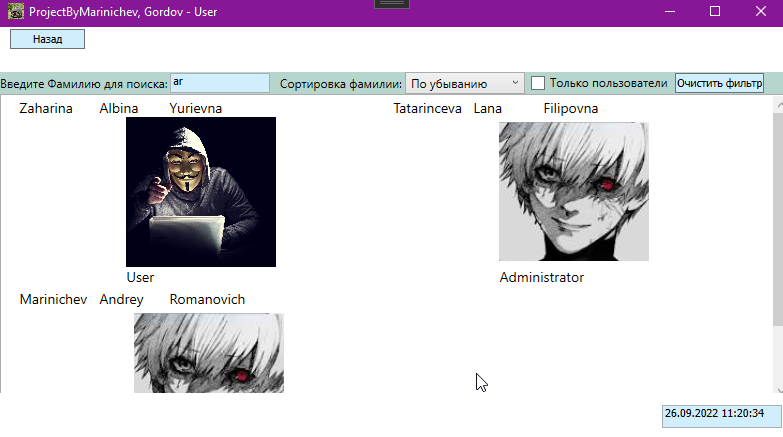 ProjectByMarinichev, Gordov - User
Назад
Введите Фамилию для поиска: ar Сортировка фамилии: По убыванию Только пользователи Очистить фильтр
Zaharina Albina Yurievna Tatarinceva Lana Filipovna
User Administrator
Marinichev Andrey Romanovich
26.09.2022 11:20:34